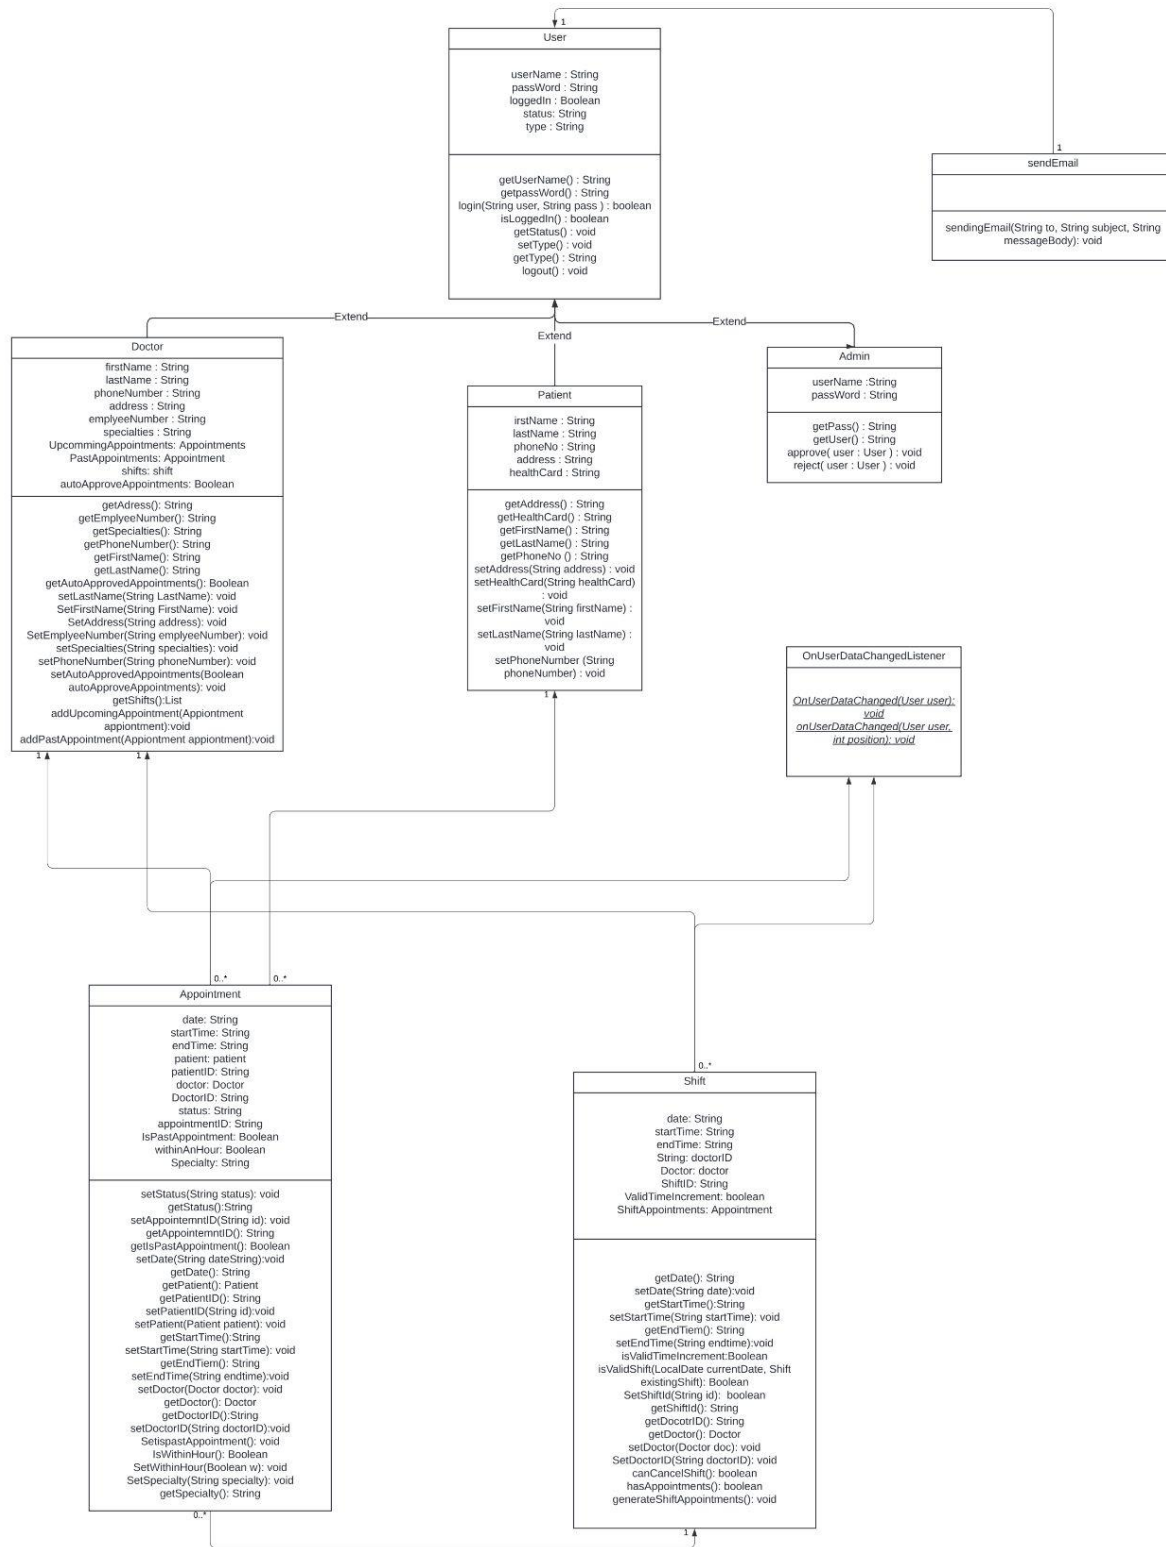 1
User
userName : String
passWord : String
loggedIn : Boolean
status: String
type : String
getUserName() : String
getpassWord() : String
login(String user, String pass ) : boolean
isLoggedIn() : boolean
getStatus() : void
setType() : void
getType() : String
logout() : void
1
sendEmail
sendingEmail(String to, String subject, String
messageBody): void
Extend
Extend
Extend
Doctor
firstName : String
lastName : String
phoneNumber : String
address : String
emplyeeNumber : String
specialties : String
UpcommingAppointments: Appointments
PastAppointments: Appointment
shifts: shift
autoApproveAppointments: Boolean
getAdress(): String
getEmplyeeNumber(): String
getSpecialties(): String
getPhoneNumber(): String
getFirstName(): String
getLastName(): String
getAutoApprovedAppointments(): Boolean
setLastName(String LastName): void
SetFirstName(String FirstName): void
SetAddress(String address): void
SetEmplyeeNumber(String emplyeeNumber): void
setSpecialties(String specialties): void
setPhoneNumber(String phoneNumber): void
setAutoApprovedAppointments(Boolean
autoApproveAppointments): void
getShifts():List
addUpcomingAppointment(Appiontment
appiontment):void
addPastAppointment(Appiontment appiontment):void
1
1
Patient
irstName : String
lastName : String
phoneNo : String
address : String
healthCard : String
getAddress() : String
getHealthCard() : String
getFirstName() : String
getLastName() : String
getPhoneNo () : String
setAddress(String address) : void
setHealthCard(String healthCard)
: void
setFirstName(String firstName) :
void
setLastName(String lastName) :
void
setPhoneNumber (String
phoneNumber) : void
1
Admin
userName :String
passWord : String
getPass() : String
getUser() : String
approve( user : User ) : void
reject( user : User ) : void
OnUserDataChangedListener
OnUserDataChanged(User user):
void
onUserDataChanged(User user,
int position): void
0..*
0..*
Appointment
date: String
startTime: String
endTime: String
patient: patient
patientID: String
doctor: Doctor
DoctorID: String
status: String
appointmentID: String
IsPastAppointment: Boolean
withinAnHour: Boolean
Specialty: String
setStatus(String status): void
getStatus():String
setAppointemntID(String id): void
getAppointemntID(): String
getIsPastAppointment(): Boolean
setDate(String dateString):void
getDate(): String
getPatient(): Patient
getPatientID(): String
setPatientID(String id):void
setPatient(Patient patient): void
getStartTime():String
setStartTime(String startTime): void
getEndTiem(): String
setEndTime(String endtime):void
setDoctor(Doctor doctor): void
getDoctor(): Doctor
getDoctorID():String
setDoctorID(String doctorID):void
SetispastAppointment(): void
IsWithinHour(): Boolean
SetWithinHour(Boolean w): void
SetSpecialty(String specialty): void
getSpecialty(): String
0..*
0..*
Shift
date: String
startTime: String
endTime: String
String: doctorID
Doctor: doctor
ShiftID: String
ValidTimeIncrement: boolean
ShiftAppointments: Appointment
getDate(): String
setDate(String date):void
getStartTime():String
setStartTime(String startTime): void
getEndTiem(): String
setEndTime(String endtime):void
isValidTimeIncrement:Boolean
isValidShift(LocalDate currentDate, Shift
existingShift): Boolean
SetShiftId(String id):  boolean
getShiftId(): String
getDocotrID(): String
getDoctor(): Doctor
setDoctor(Doctor doc): void
SetDoctorID(String doctorID): void
canCancelShift(): boolean
hasAppointments(): boolean
generateShiftAppointments(): void
1